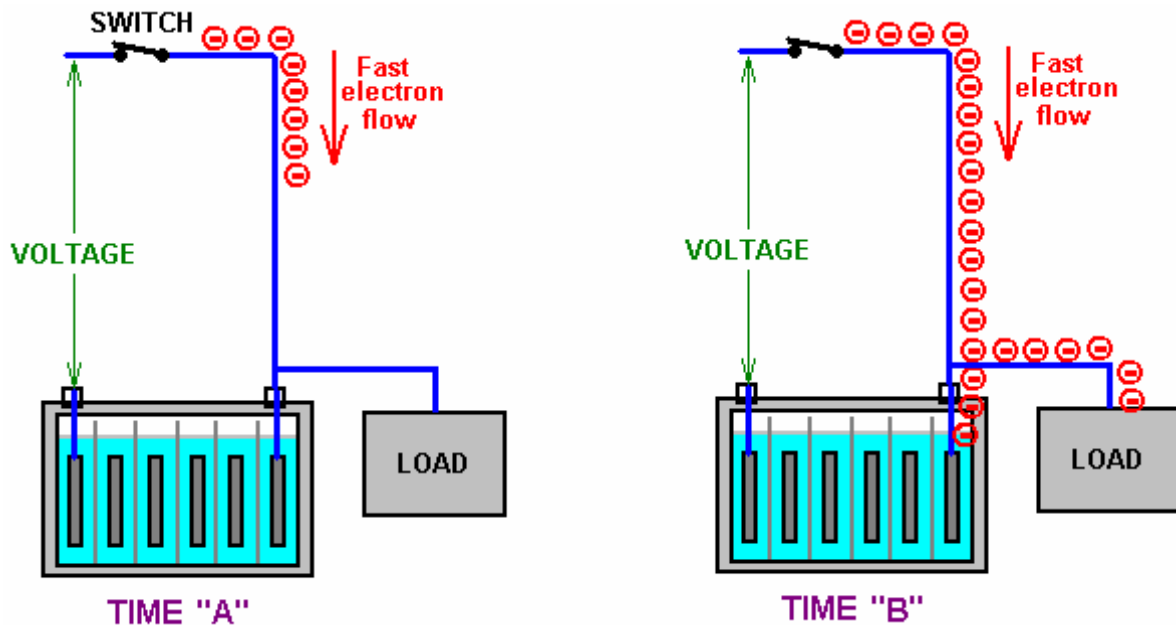 SWITCH
Fast
electron
flow
VOLTAGE
LOAD
TIME "A"
Fast
electron
flow
VOLTAGE
LOAD
TIME "B"